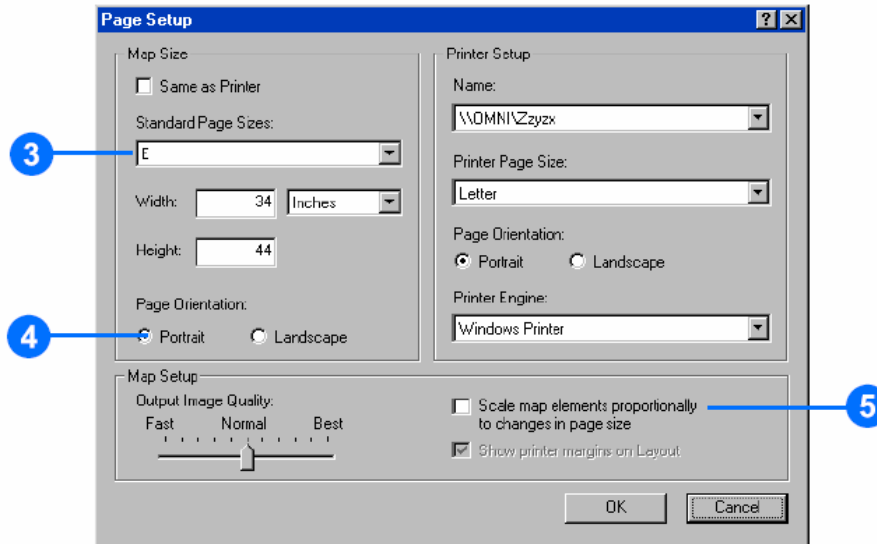 Page Setup
Map Size
Same as Printer
Standard Page Sizes:
3
E
Width: 34 Inches
Height: 44
Page Orientation:
4
Portrait Landscape
Printer Setup
Name:
\\OMNI\Zzyzx
Printer Page Size:
Letter
Page Orientation:
Portrait Landscape
Printer Engine:
Windows Printer
Map Setup
Output Image Quality:
Fast Normal Best
Scale map elements proportionally
to changes in page size
5
Show printer margins on Layout
OK Cancel